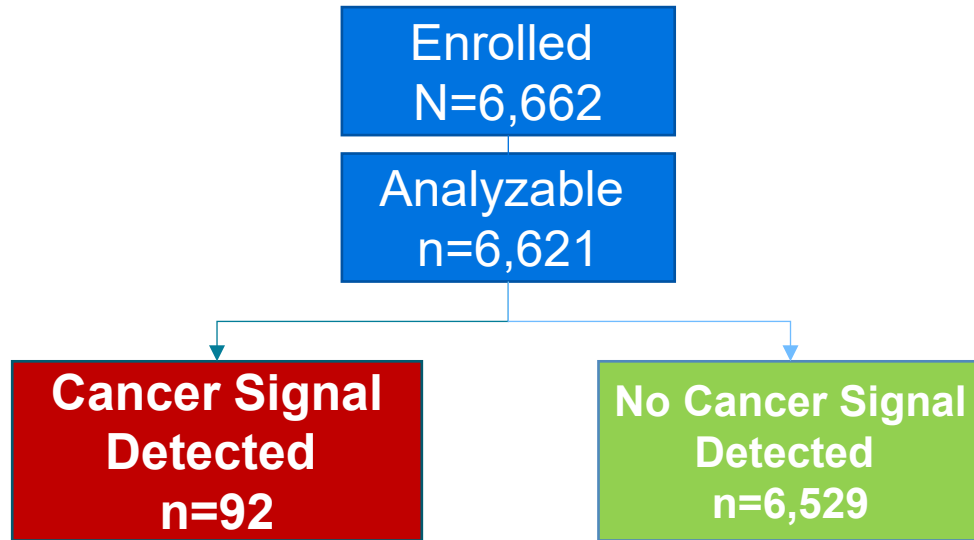 Enrolled
N=6,662
Analyzable
n=6,621
Cancer Signal
Detected
n=92
No Cancer Signal
Detected
n=6,529